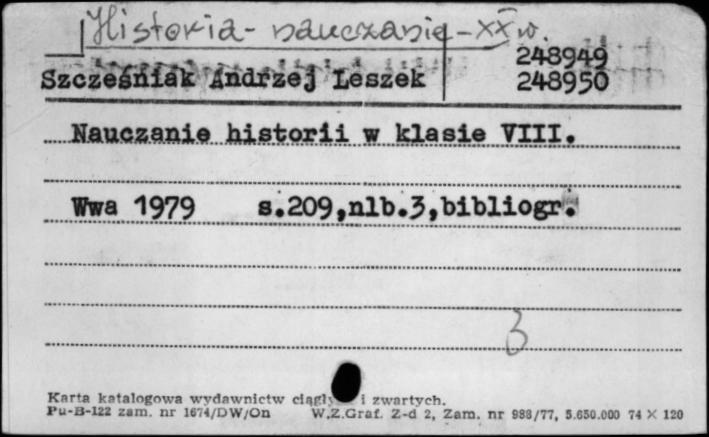 Historia - nauczanie - XX w.
248949
Szcześniak Andrzej Leszek 248950
Nauczanie historii w klasie VIII.
Wwa 1979 s.209,nlb.3,bibliogr.
3
Karta katalogowa wydawnictw ciągły i zwartych.
Pu-B-122 zam. nr 1674/DW/On W.Z.Graf. Z-d 2, Zam. nr 988/77, 5.650.000 74 × 120